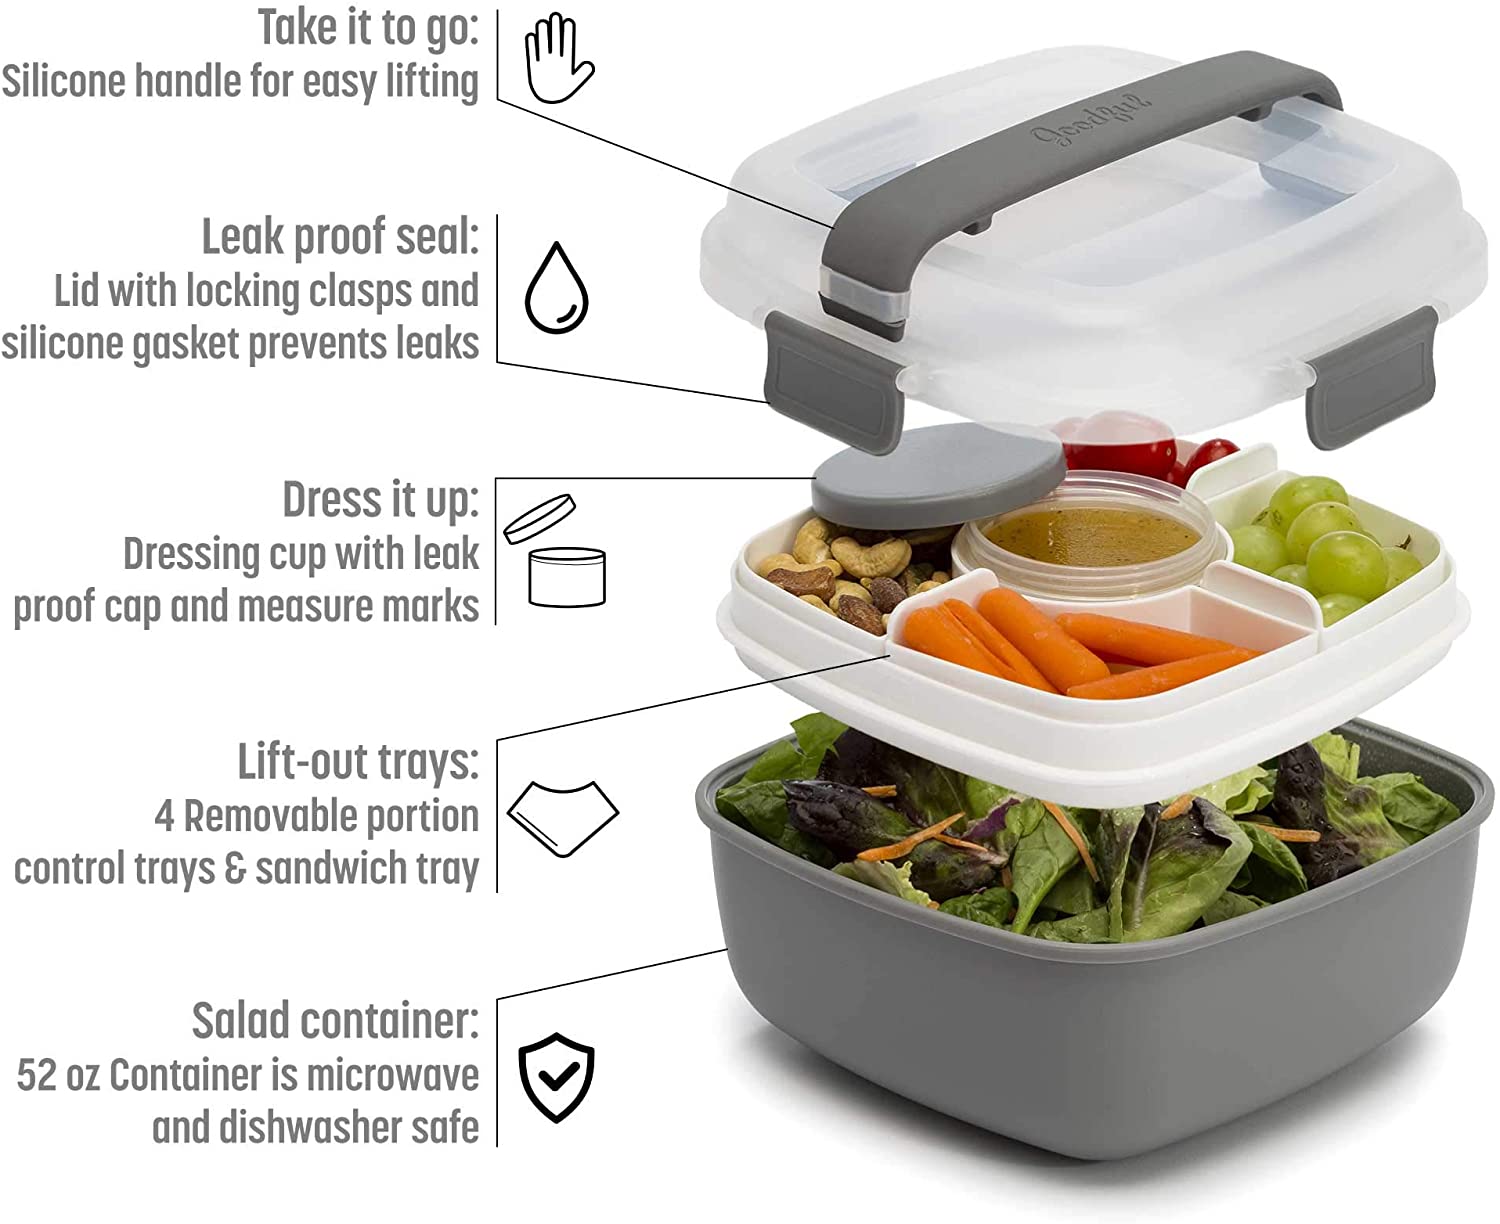 Take it to go:
Silicone handle for easy lifting
Leak proof seal:
Lid with locking clasps and
silicone gasket prevents leaks
Dress it up:
Dressing cup with leak
proof cap and measure marks
Lift-out trays:
4 Removable portion
control trays & sandwich tray
Salad container:
52 oz Container is microwave
and dishwasher safe
goodful